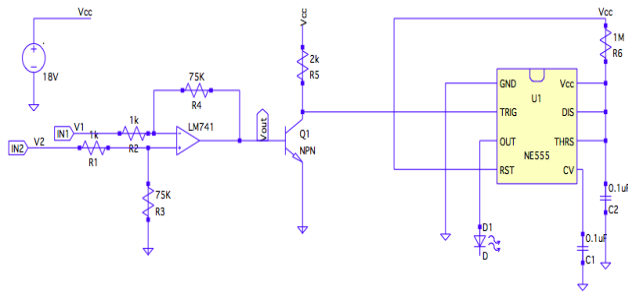 Vcc
18V
IN1
V1
1k
R2
IN2
V2
1k
R1
75K
R4
LM741
75K
R3
Vout
Vcc
2k
R5
Q1
NPN
Vcc
1M
R6
GND
U1
Vcc
TRIG
DIS
OUT
THRS
NE555
RST
CV
D1
D
0.1uF
C1
0.1uF
C2